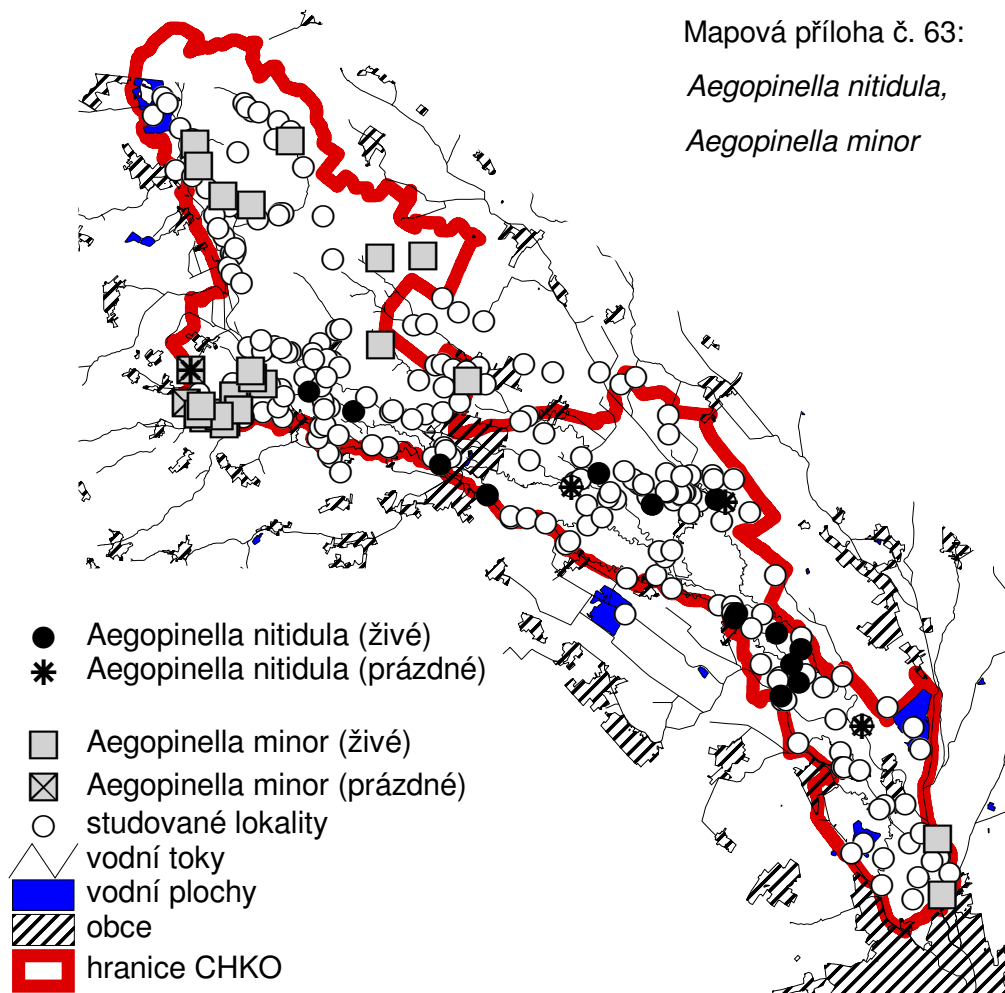 Mapová příloha č. 63:
Aegopinella nitidula,
Aegopinella minor
Aegopinella nitidula (živé)
Aegopinella nitidula (prázdné)
Aegopinella minor (živé)
Aegopinella minor (prázdné)
studované lokality
vodní toky
vodní plochy
obce
hranice CHKO